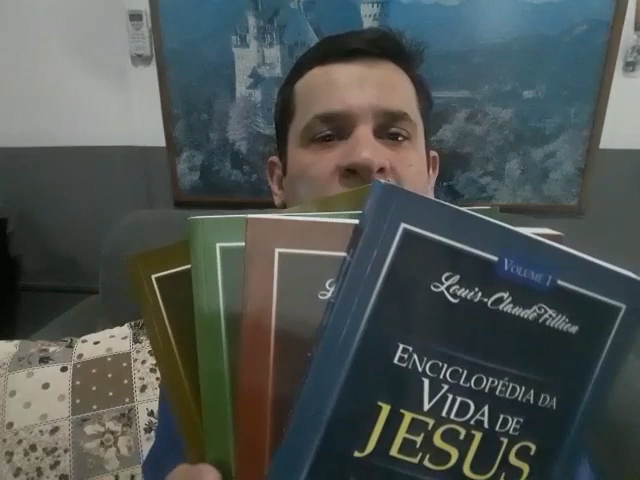 VOLUME 1
Louis-Claude Fillion
ENCICLOPÉDIA DA
VIDA DE
JESUS